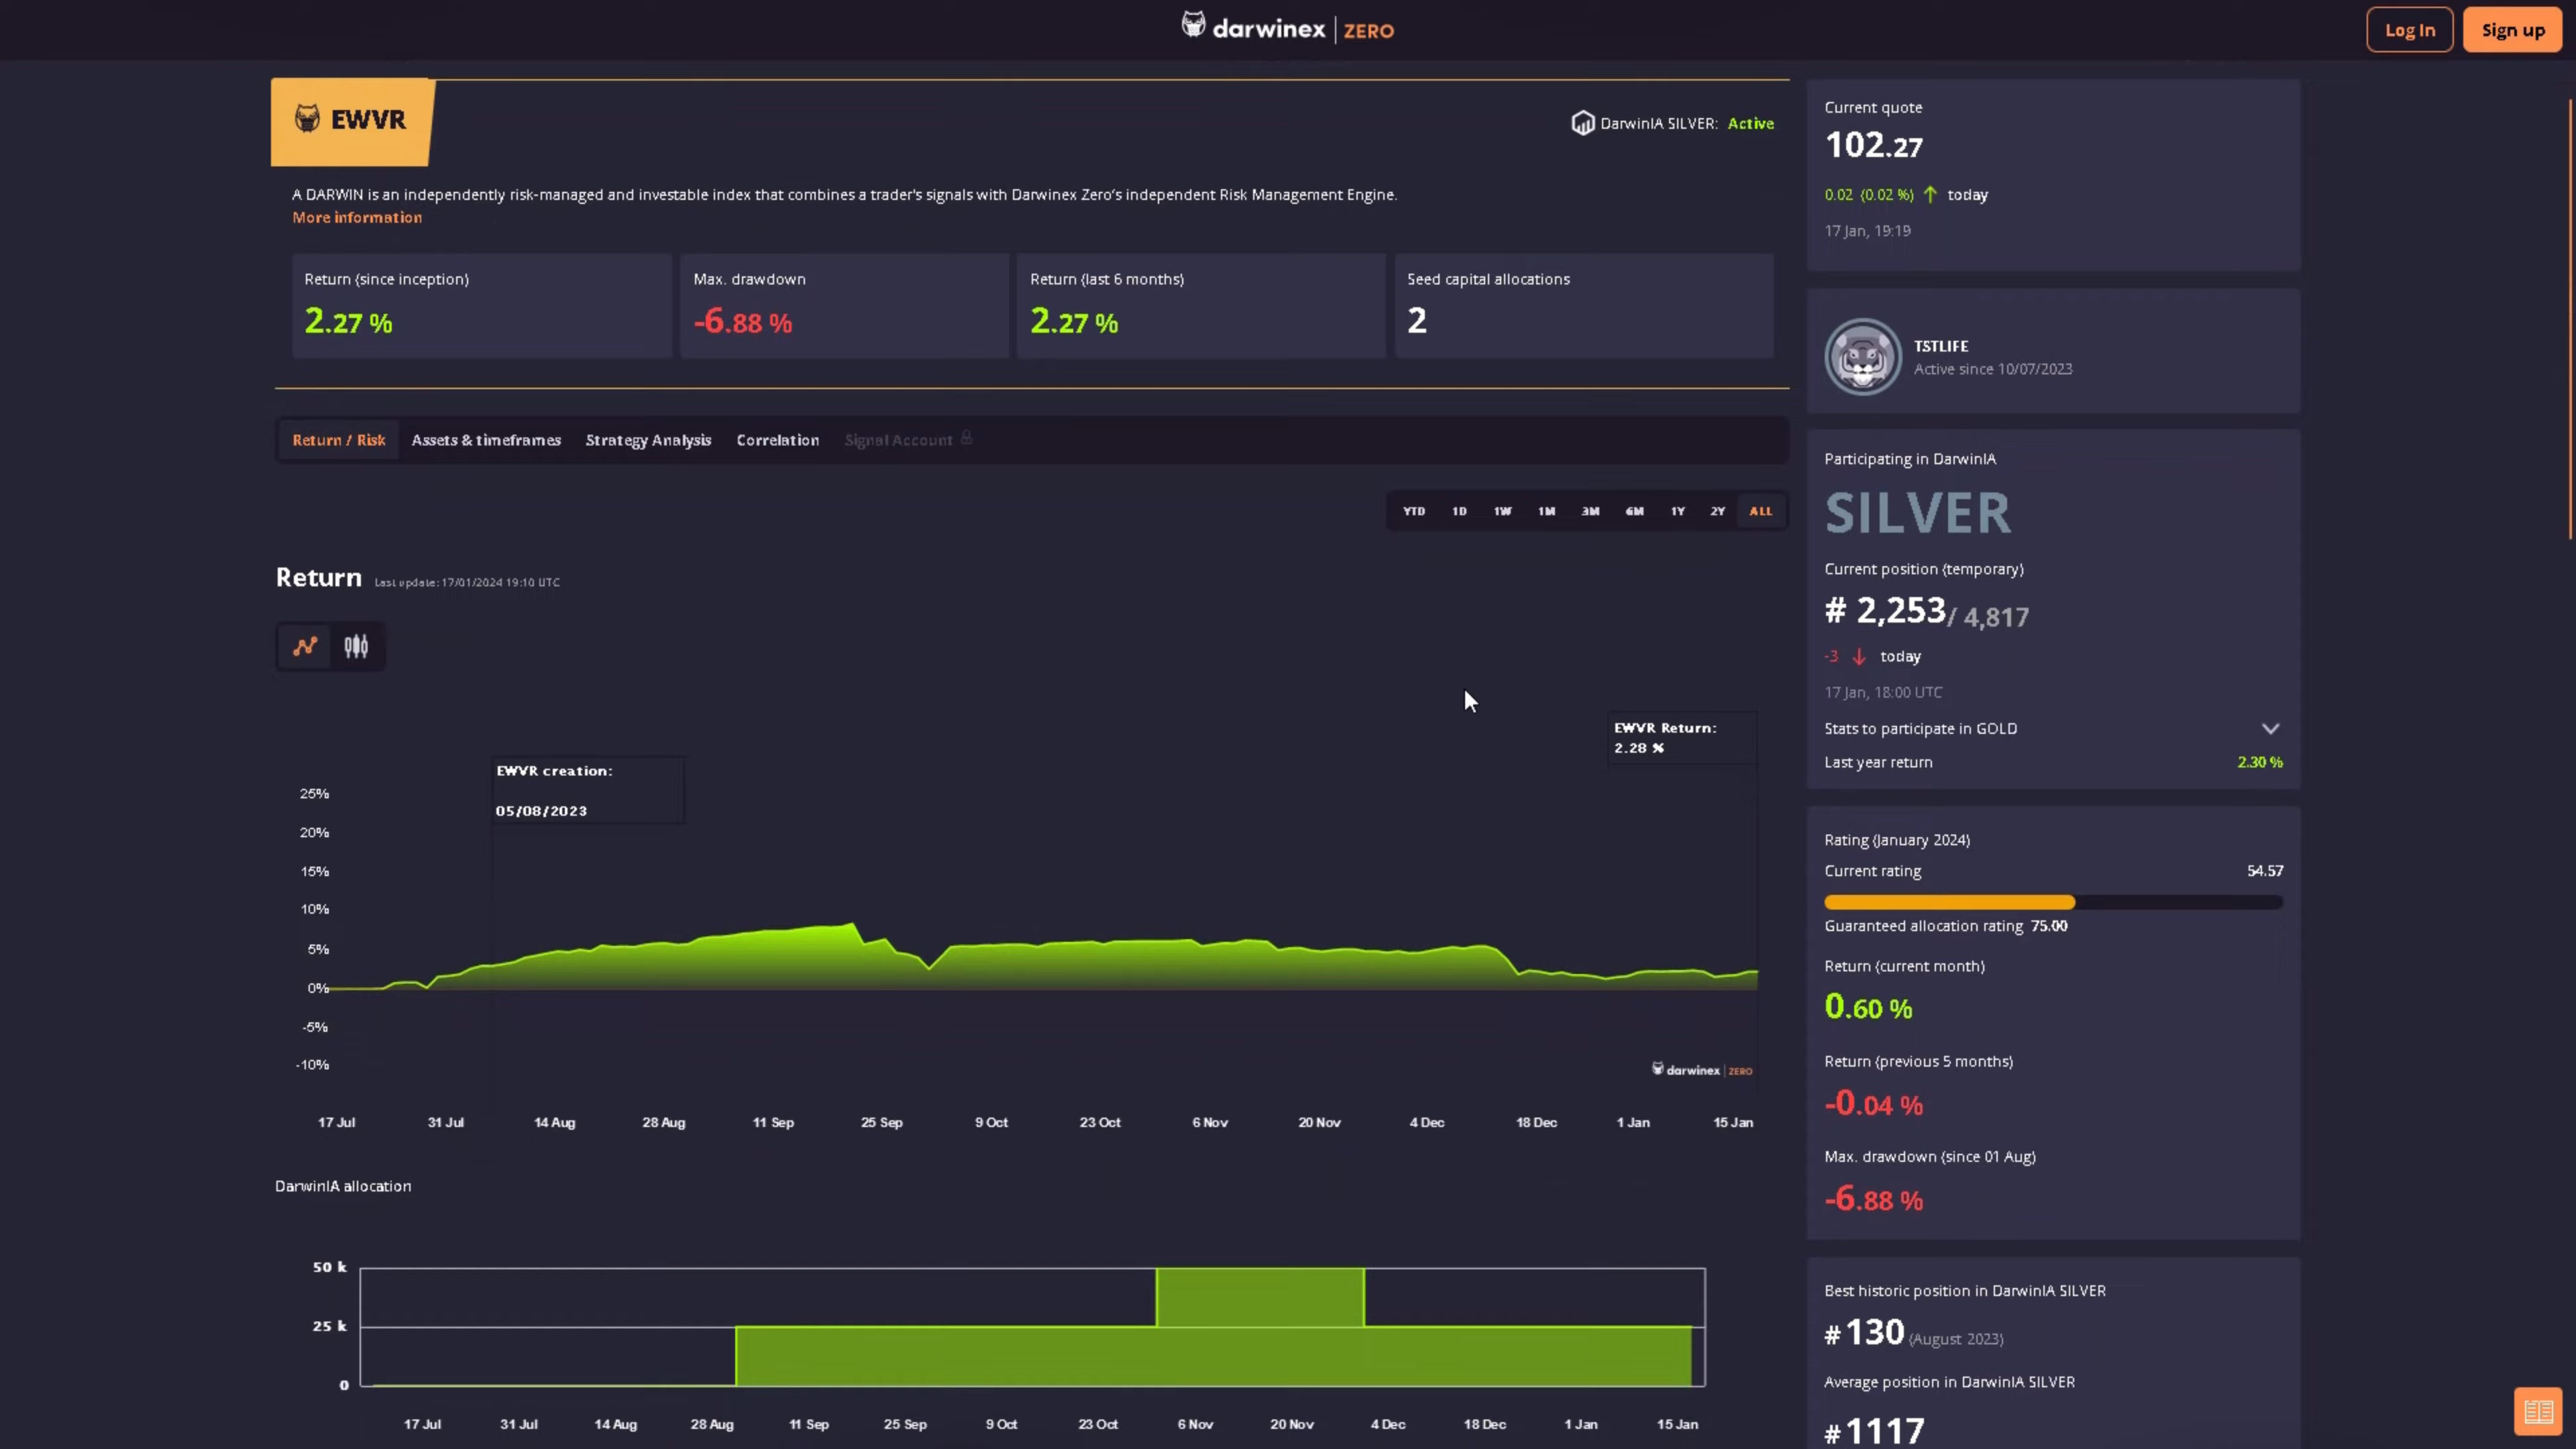 darwinex | ZERO
Log In
Sign up
EWVR
DarwinIA SILVER: Active
A DARWIN is an independently risk-managed and investable index that combines a trader's signals with Darwinex Zero's independent Risk Management Engine.
More information
Return (since inception)
2.27 %
Max. drawdown
-6.88 %
Return (last 6 months)
2.27 %
Seed capital allocations
2
Return / Risk Assets & timeframes Strategy Analysis Correlation Signal Account
YTD 1D 1W 1M 3M 6M 1Y 2Y ALL
Return Last update: 17/01/2024 19:10 UTC
EWVR creation:
05/08/2023
EWVR Return:
2.28 %
25%
20%
15%
10%
5%
0%
-5%
-10%
darwinex | ZERO
17 Jul 31 Jul 14 Aug 28 Aug 11 Sep 25 Sep 9 Oct 23 Oct 6 Nov 20 Nov 4 Dec 18 Dec 1 Jan 15 Jan
DarwinIA allocation
50 k
25 k
0
17 Jul 31 Jul 14 Aug 28 Aug 11 Sep 25 Sep 9 Oct 23 Oct 6 Nov 20 Nov 4 Dec 18 Dec 1 Jan 15 Jan
Current quote
102.27
0.02 (0.02 %) ↑ today
17 Jan, 19:19
TSTLIFE
Active since 10/07/2023
Participating in DarwinIA
SILVER
Current position (temporary)
# 2,253 / 4,817
-3 ↓ today
17 Jan, 18:00 UTC
Stats to participate in GOLD
Last year return 2.30 %
Rating (January 2024)
Current rating 54.57
Guaranteed allocation rating 75.00
Return (current month)
0.60 %
Return (previous 5 months)
-0.04 %
Max. drawdown (since 01 Aug)
-6.88 %
Best historic position in DarwinIA SILVER
#130 (August 2023)
Average position in DarwinIA SILVER
#1117